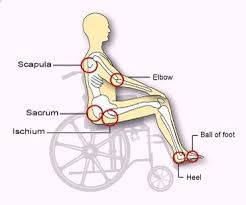 Scapula
Elbow
Sacrum
Ischium
Ball of foot
Heel